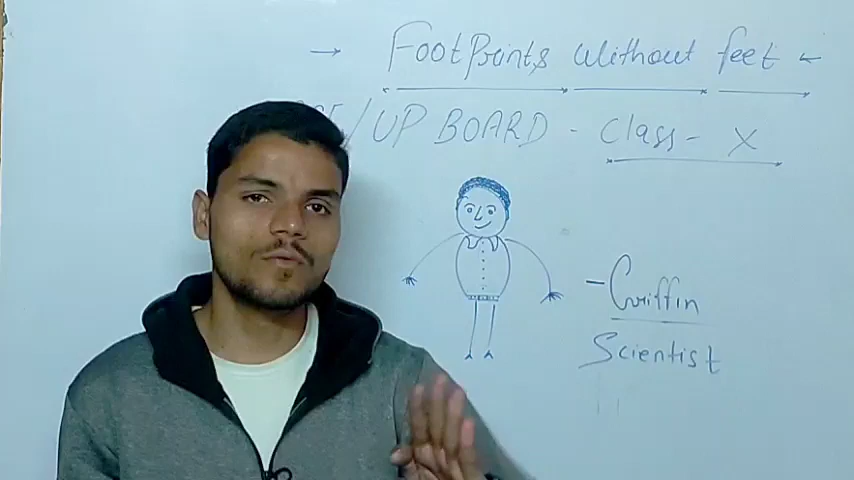 → FootPrints without feet ←
/ UP BOARD - Class - X
- Griffin
Scientist